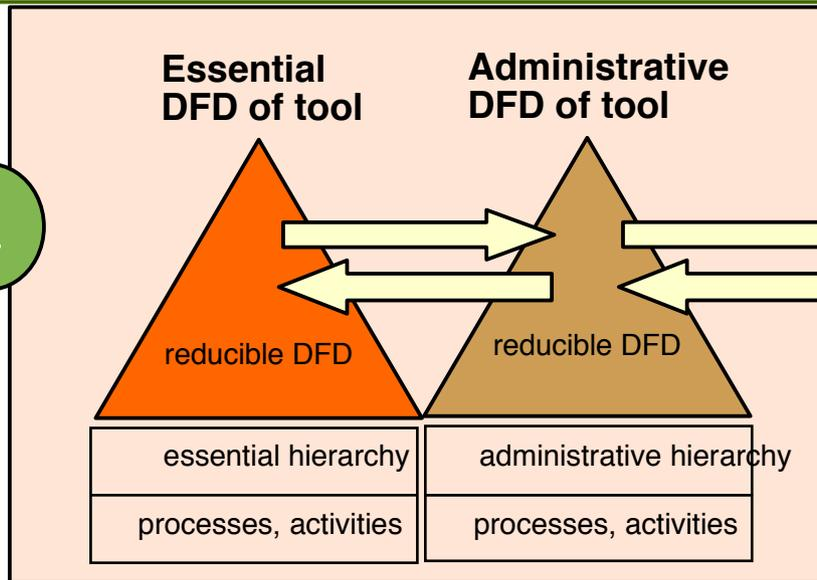 Essential
DFD of tool
Administrative
DFD of tool
reducible DFD
reducible DFD
essential hierarchy
administrative hierarchy
processes, activities
processes, activities